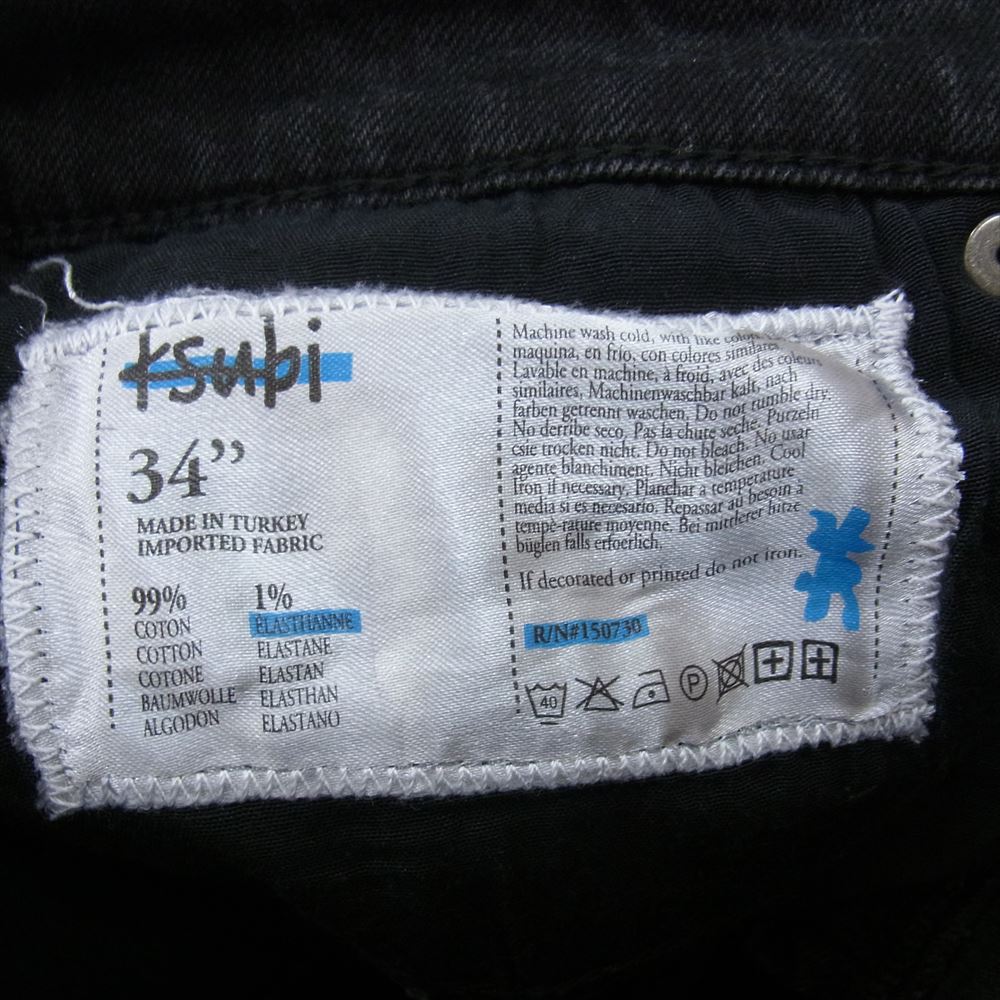 ksubi
34”
MADE IN TURKEY
IMPORTED FABRIC
99%
COTON
COTTON
COTONE
BAUMWOLLE
ALGODON
1%
ELASTHANNE
ELASTANE
ELASTAN
ELASTHAN
ELASTANO
Machine wash cold, with like colors
maquina, en frio, con colores similares
Lavable en machine, à froid, avec des coleurs
similaires. Machinenwaschbar kalt, nach
farben getrennt waschen. Do not tumble dry.
No derribe seco. Pas la chute seche. Purzeln
csie trocken nicht. Do not bleach. No usar
agente blanchiment. Nicht bleichen. Cool
Iron if necessary. Planchar a temperature
media si es necesario. Repassar au besoin à
tempè-rature moyenne. Bei mittlerer hitze
büglen falls erfoerlich.
If decorated or printed do not iron.
R/N#150730
40
P